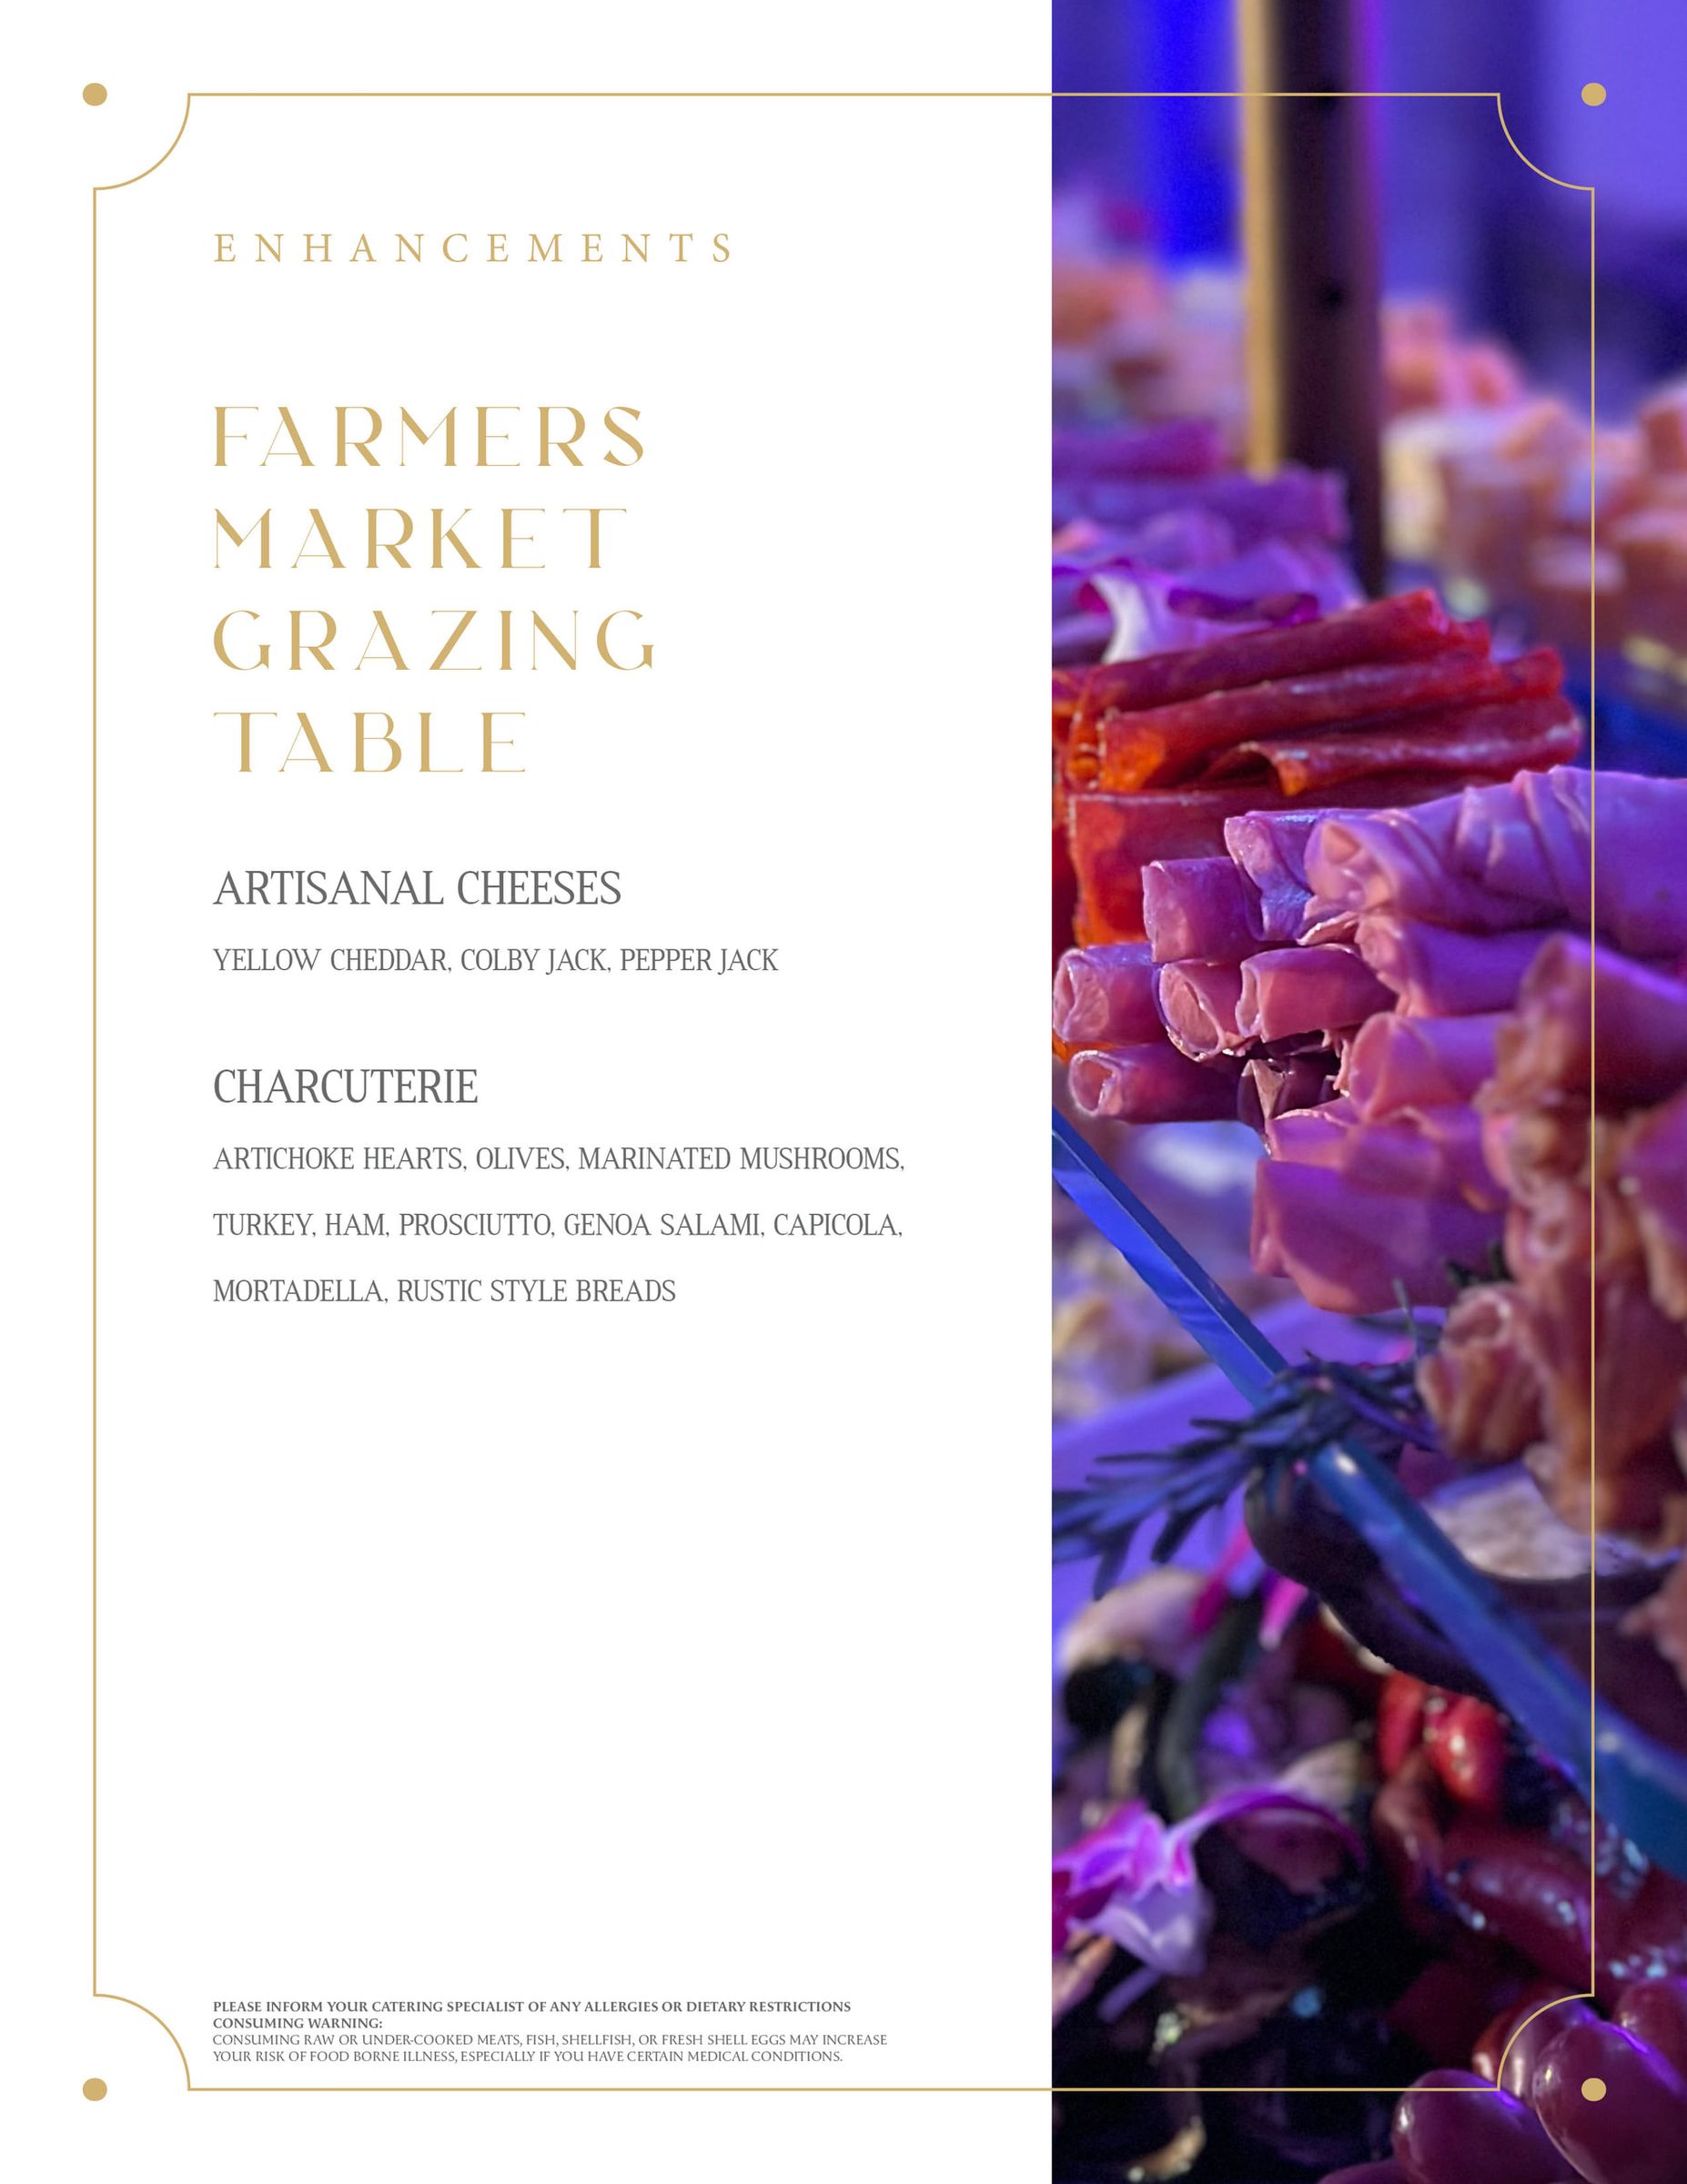 ENHANCEMENTS
FARMERS
MARKET
GRAZING
TABLE
ARTISANAL CHEESES
YELLOW CHEDDAR, COLBY JACK, PEPPER JACK
CHARCUTERIE
ARTICHOKE HEARTS, OLIVES, MARINATED MUSHROOMS,
TURKEY, HAM, PROSCIUTTO, GENOA SALAMI, CAPICOLA,
MORTADELLA, RUSTIC STYLE BREADS
PLEASE INFORM YOUR CATERING SPECIALIST OF ANY ALLERGIES OR DIETARY RESTRICTIONS
CONSUMING WARNING:
CONSUMING RAW OR UNDER-COOKED MEATS, FISH, SHELLFISH, OR FRESH SHELL EGGS MAY INCREASE
YOUR RISK OF FOOD BORNE ILLNESS, ESPECIALLY IF YOU HAVE CERTAIN MEDICAL CONDITIONS.